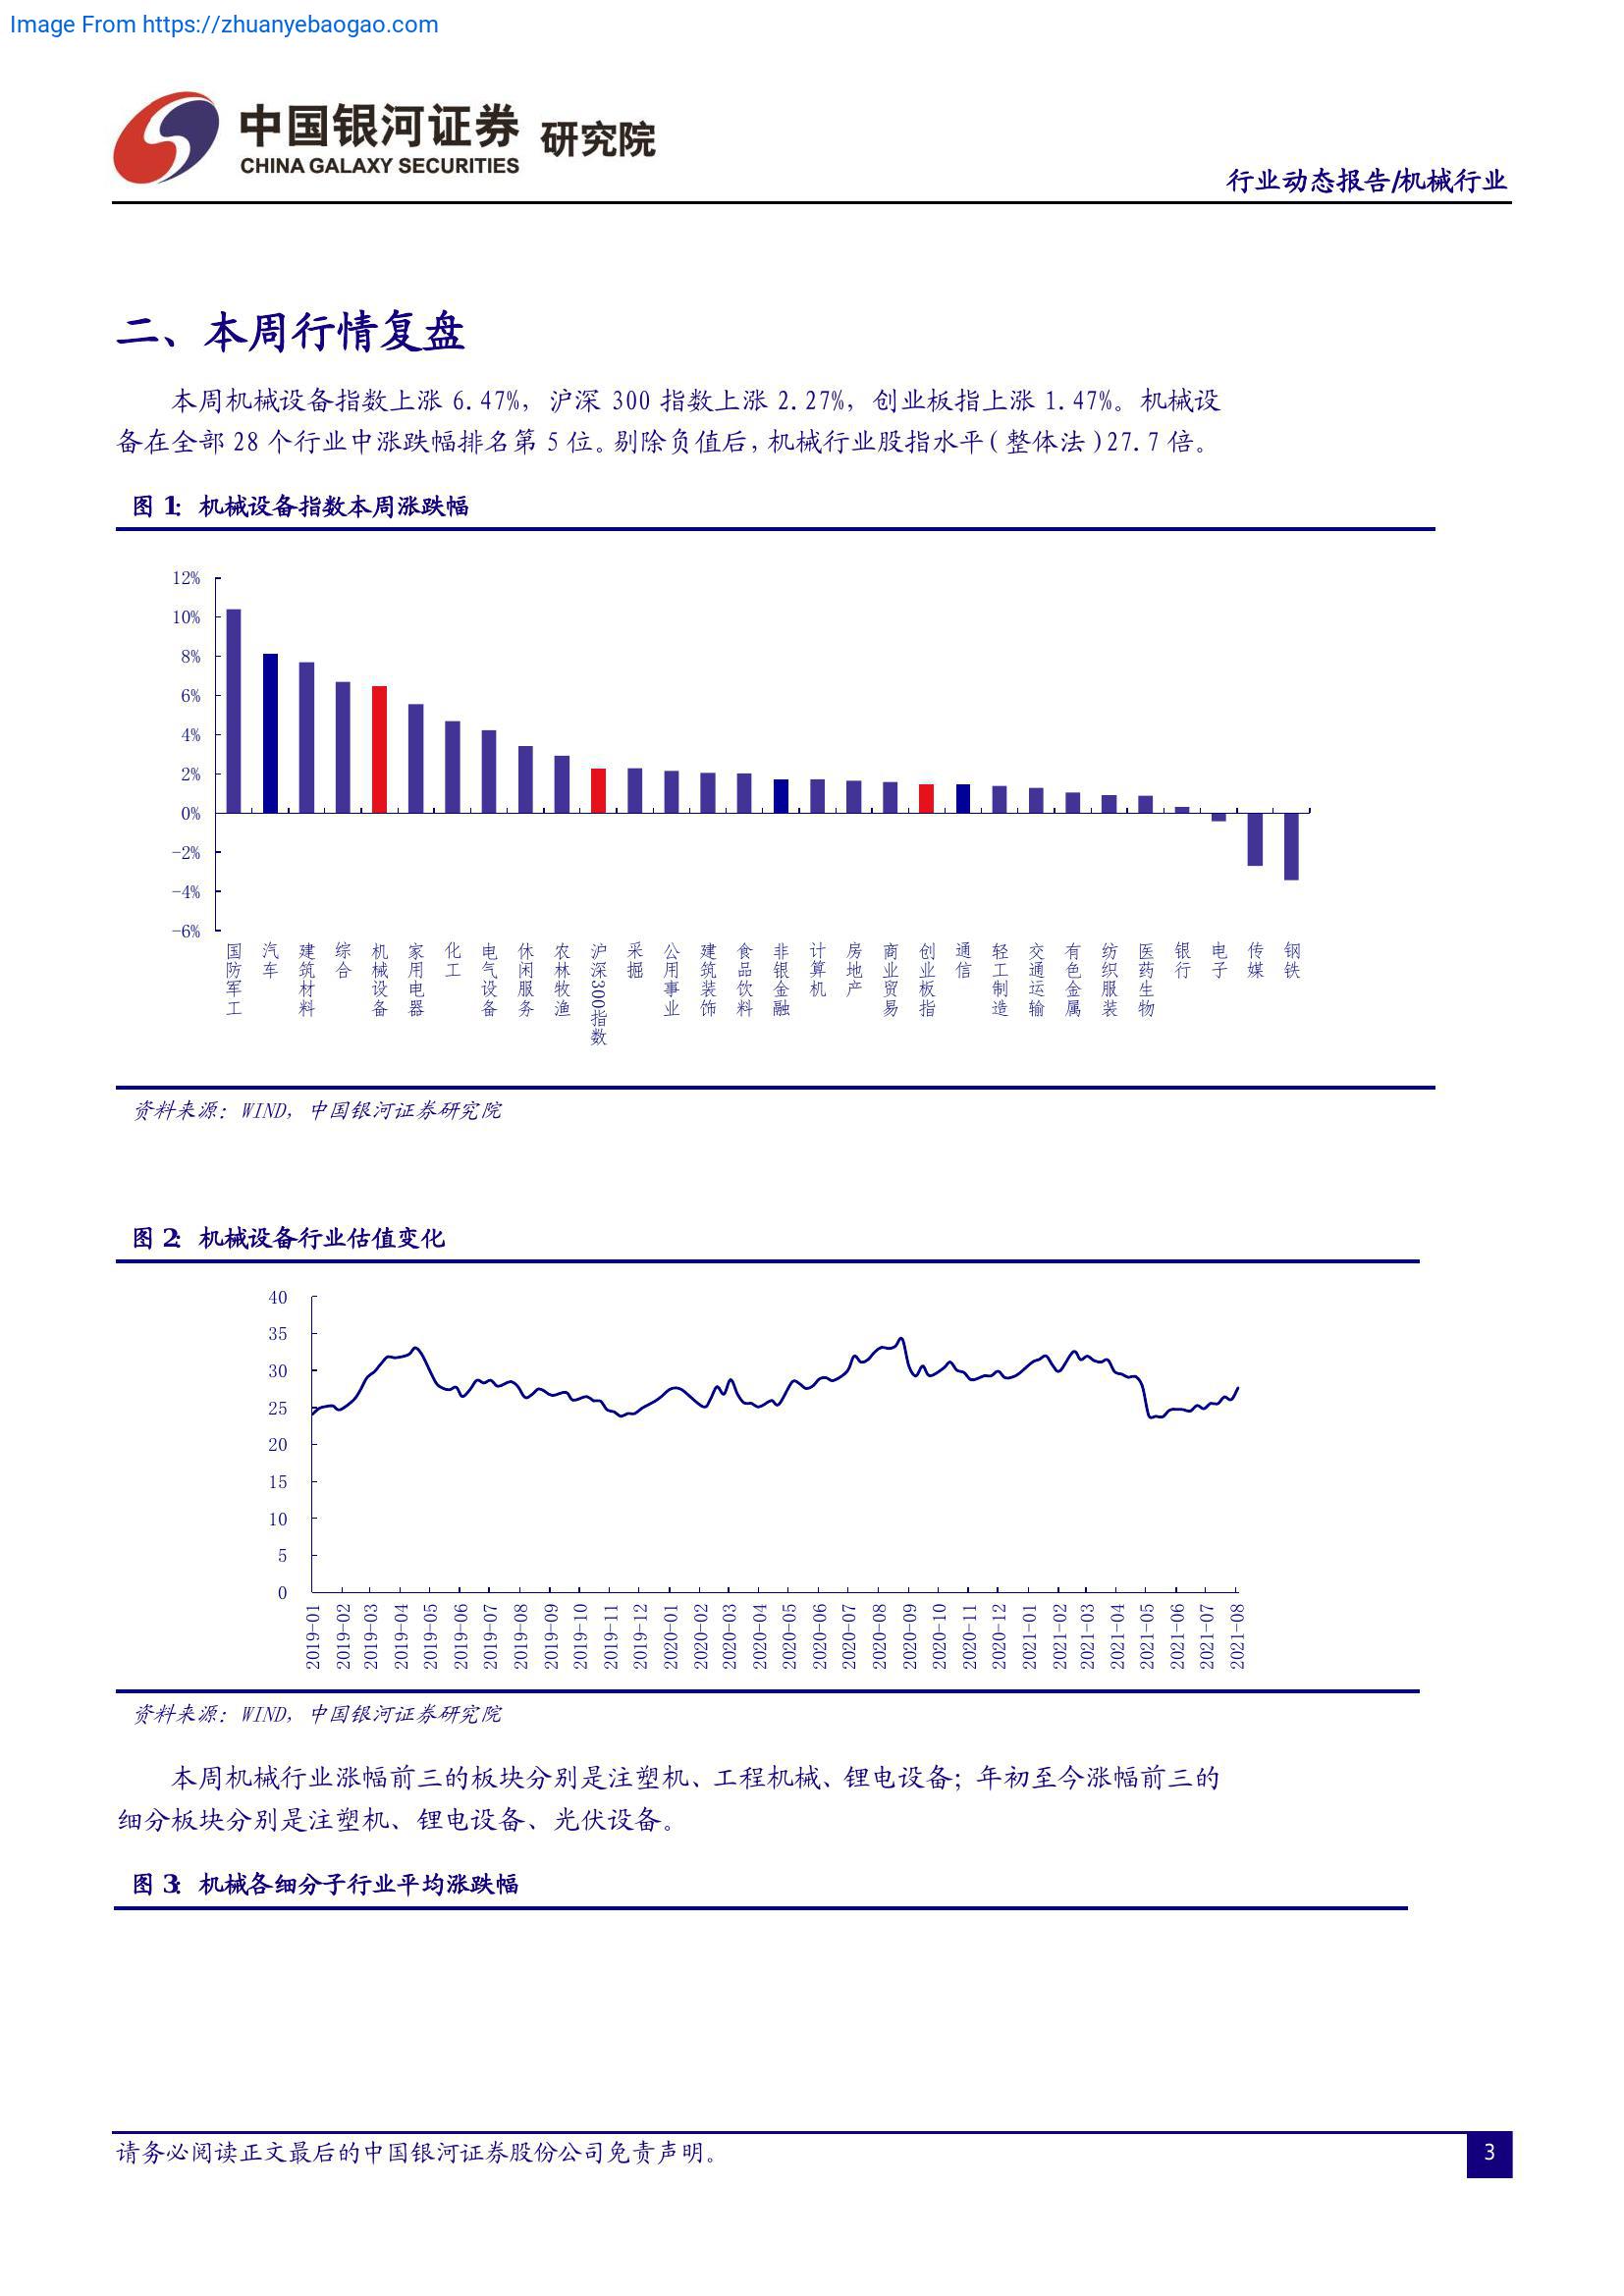 Image From https://zhuanyebaogao.com
中国银河证券 研究院
CHINA GALAXY SECURITIES
行业动态报告/机械行业
二、本周行情复盘
本周机械设备指数上涨 6.47%，沪深 300 指数上涨 2.27%，创业板指上涨 1.47%。机械设
备在全部 28 个行业中涨跌幅排名第 5 位。剔除负值后，机械行业股指水平（整体法）27.7 倍。
图 1：机械设备指数本周涨跌幅
12%
10%
8%
6%
4%
2%
0%
-2%
-4%
-6%
国防军工
汽车
建筑材料
综合
机械设备
家用电器
化工
电气设备
休闲服务
农林牧渔
沪深300指数
采掘
公用事业
建筑装饰
食品饮料
非银金融
计算机
房地产
商业贸易
创业板指
通信
轻工制造
交通运输
有色金属
纺织服装
医药生物
银行
电子
传媒
钢铁
资料来源：WIND，中国银河证券研究院
图 2：机械设备行业估值变化
40
35
30
25
20
15
10
5
0
2019-01
2019-02
2019-03
2019-04
2019-05
2019-06
2019-07
2019-08
2019-09
2019-10
2019-11
2019-12
2020-01
2020-02
2020-03
2020-04
2020-05
2020-06
2020-07
2020-08
2020-09
2020-10
2020-11
2020-12
2021-01
2021-02
2021-03
2021-04
2021-05
2021-06
2021-07
2021-08
资料来源：WIND，中国银河证券研究院
本周机械行业涨幅前三的板块分别是注塑机、工程机械、锂电设备；年初至今涨幅前三的
细分板块分别是注塑机、锂电设备、光伏设备。
图 3：机械各细分子行业平均涨跌幅
请务必阅读正文最后的中国银河证券股份公司免责声明。
3